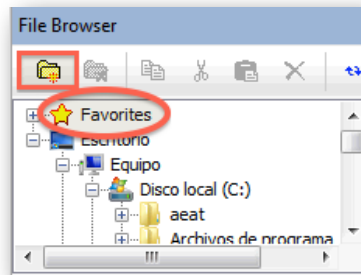 File Browser
Favorites
Escritorio
Equipo
Disco local (C:)
aeat
Archivos de programa